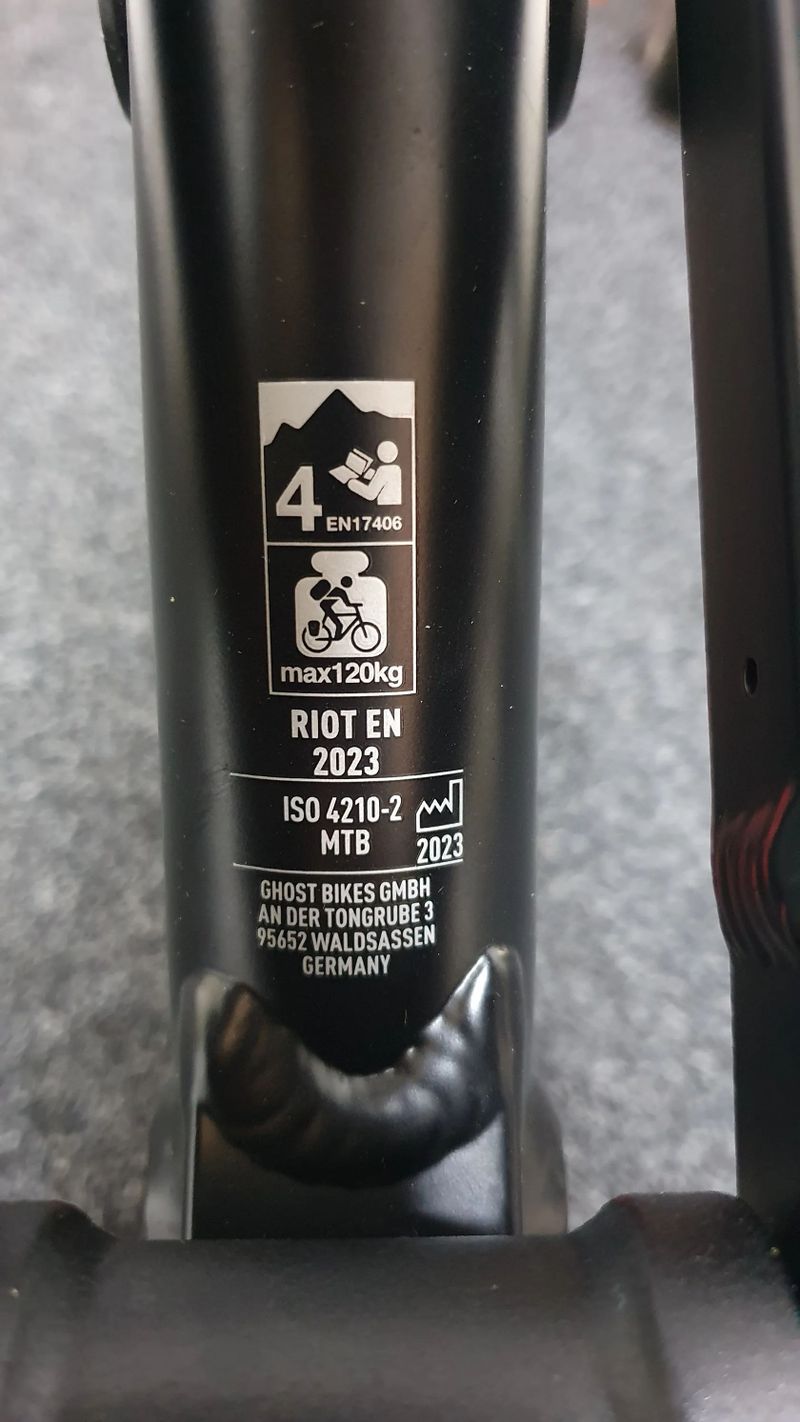 4 EN17406
max120kg
RIOT EN
2023
ISO 4210-2
MTB
2023
GHOST BIKES GMBH
AN DER TONGRUBE 3
95652 WALDSASSEN
GERMANY